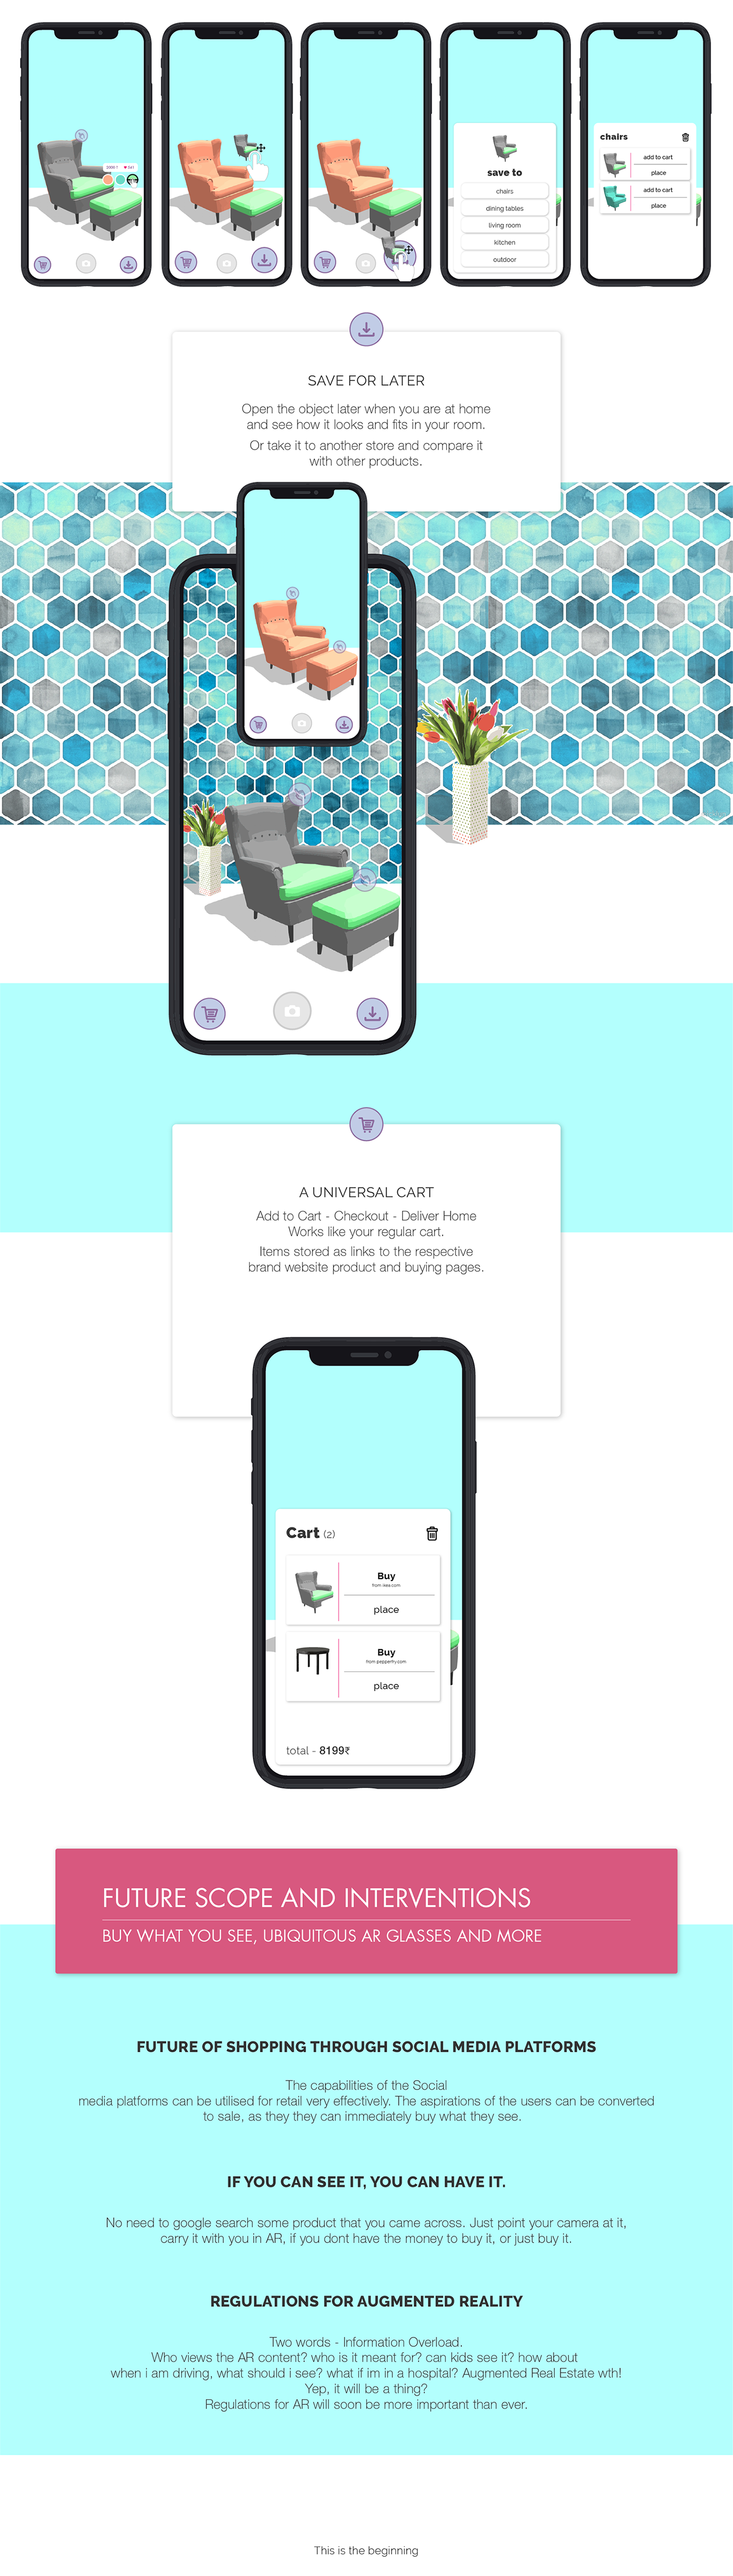 save to
chairs
dining tables
living room
kitchen
outdoor
chairs
add to cart
place
add to cart
place
SAVE FOR LATER
Open the object later when you are at home
and see how it looks and fits in your room.
Or take it to another store and compare it
with other products.
A UNIVERSAL CART
Add to Cart - Checkout - Deliver Home
Works like your regular cart.
Items stored as links to the respective
brand website product and buying pages.
Cart (2)
Buy
from ikea.com
place
Buy
from pepperfry.com
place
total - 8199₹
FUTURE SCOPE AND INTERVENTIONS
BUY WHAT YOU SEE, UBIQUITOUS AR GLASSES AND MORE
FUTURE OF SHOPPING THROUGH SOCIAL MEDIA PLATFORMS
The capabilities of the Social
media platforms can be utilised for retail very effectively. The aspirations of the users can be converted
to sale, as they they can immediately buy what they see.
IF YOU CAN SEE IT, YOU CAN HAVE IT.
No need to google search some product that you came across. Just point your camera at it,
carry it with you in AR, if you dont have the money to buy it, or just buy it.
REGULATIONS FOR AUGMENTED REALITY
Two words - Information Overload.
Who views the AR content? who is it meant for? can kids see it? how about
when i am driving, what should i see? what if im in a hospital? Augmented Real Estate wth!
Yep, it will be a thing?
Regulations for AR will soon be more important than ever.
This is the beginning